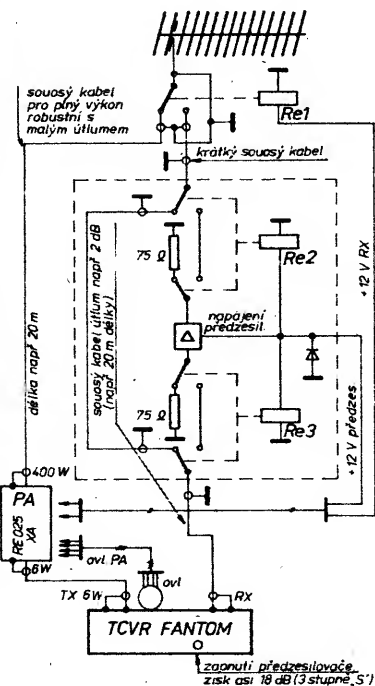 souosý kabel
pro plný výkon
robustní s
malým útlumem
Re1
krátký souosý kabel
+12 V RX
délka např 20 m
souosý kabel útlum např 2 dB
(např 20 m délky)
75 Ω
Re2
napájení
předzesil
75 Ω
Re3
+12 V předzes
400 W
PA
RE025
XA
6W
ovl PA
ovl
TX 6W
RX
TCVR FANTOM
zapnutí předzesilovače,
zisk asi 18 dB (3 stupně „S")